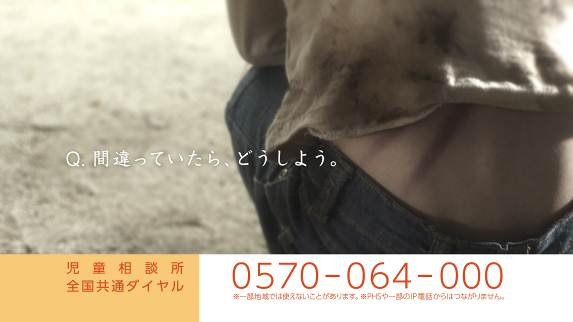 Q. 間違っていたら、どうしよう。
児童相談所
全国共通ダイヤル
0570-064-000
※一部地域では使えないことがあります。※PHSや一部のIP電話からはつながりません。